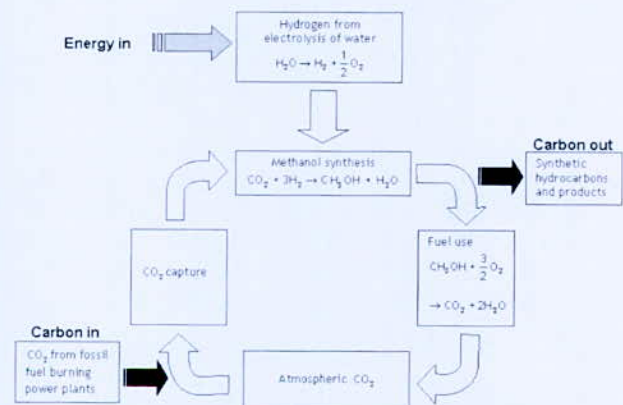 Hydrogen from
electrolysis of water
H₂O → H₂ + 1/2 O₂
Energy in
Methanol synthesis
CO₂ + 3H₂ → CH₃OH + H₂O
Carbon out
Synthetic
hydrocarbons
and products
Fuel use
CH₃OH + 3/2 O₂
→ CO₂ + 2H₂O
CO₂ capture
Carbon in
CO₂ from fossil
fuel burning
power plants
Atmospheric CO₂